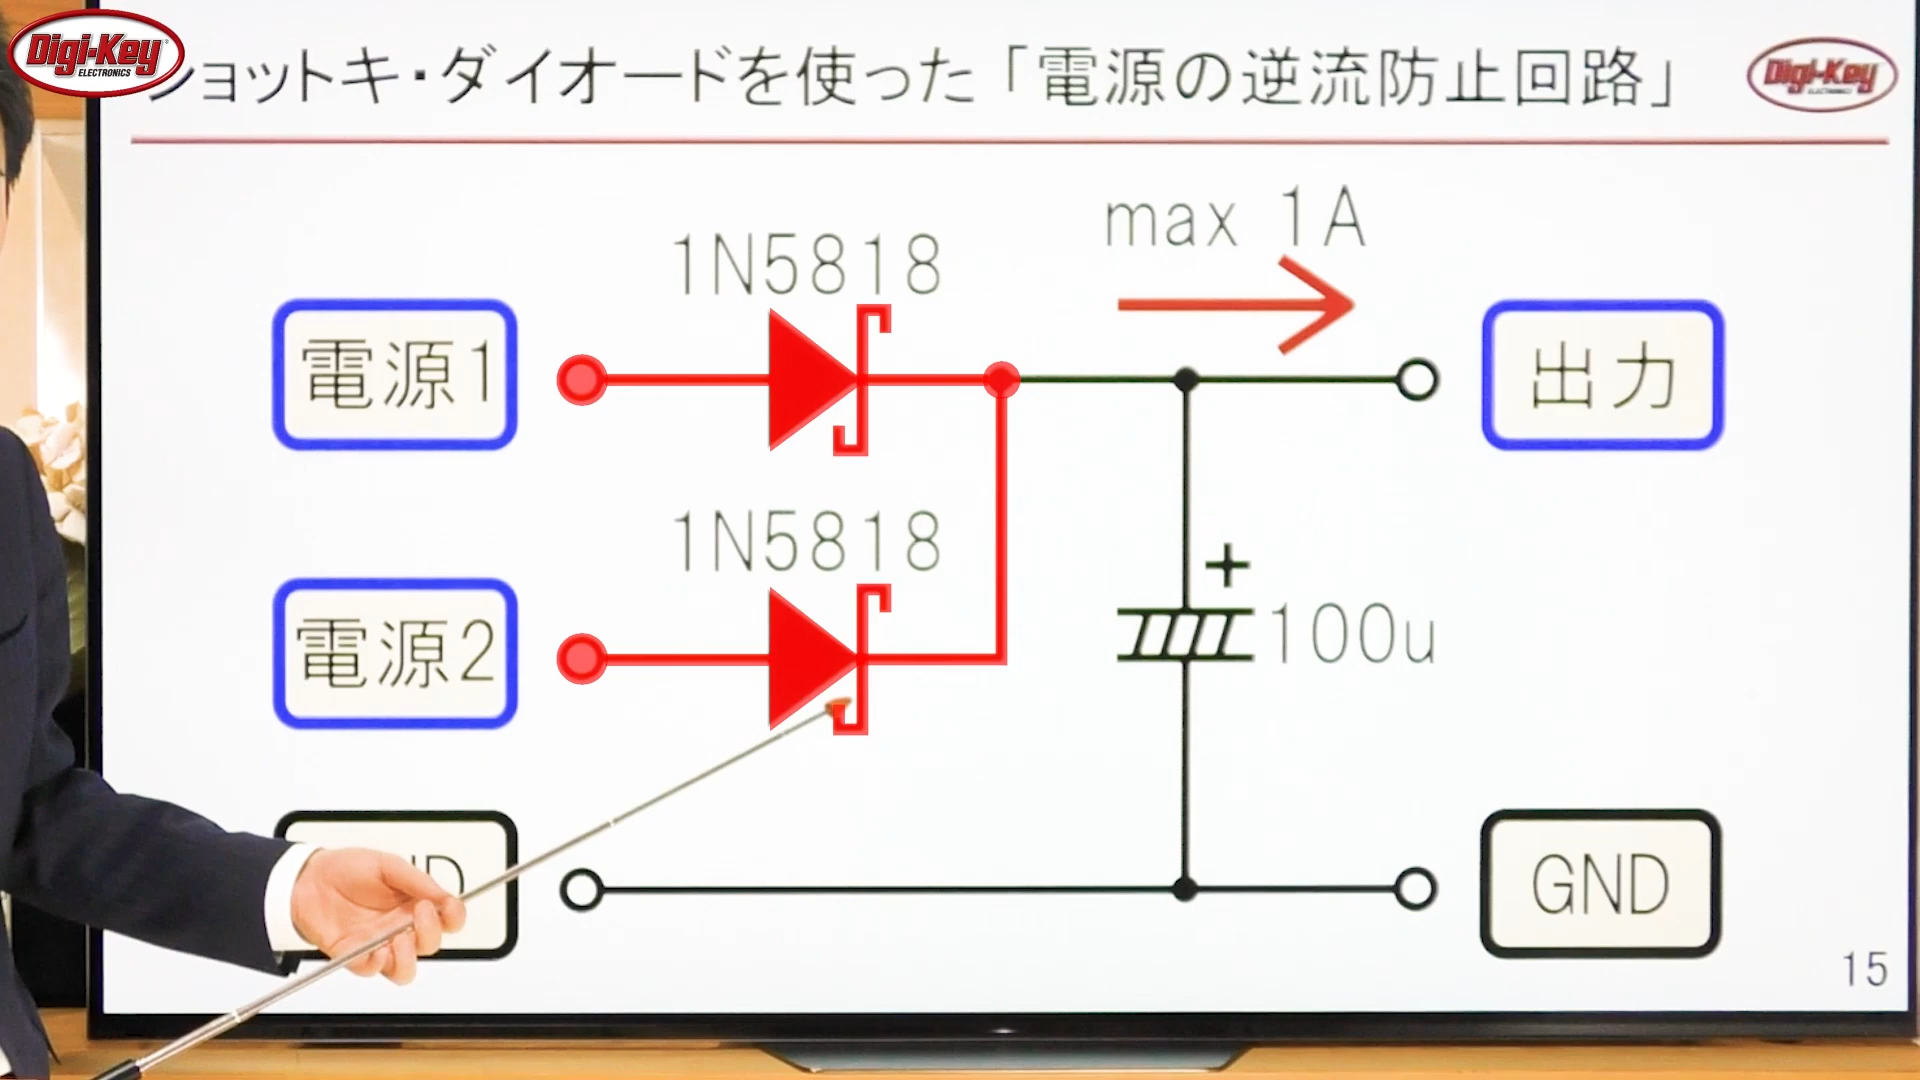 Digi-Key
ELECTRONICS
ショットキ・ダイオードを使った「電源の逆流防止回路」
Digi-Key
ELECTRONICS
max 1A
1N5818
電源1
出力
1N5818
+
電源2
100u
GND
15